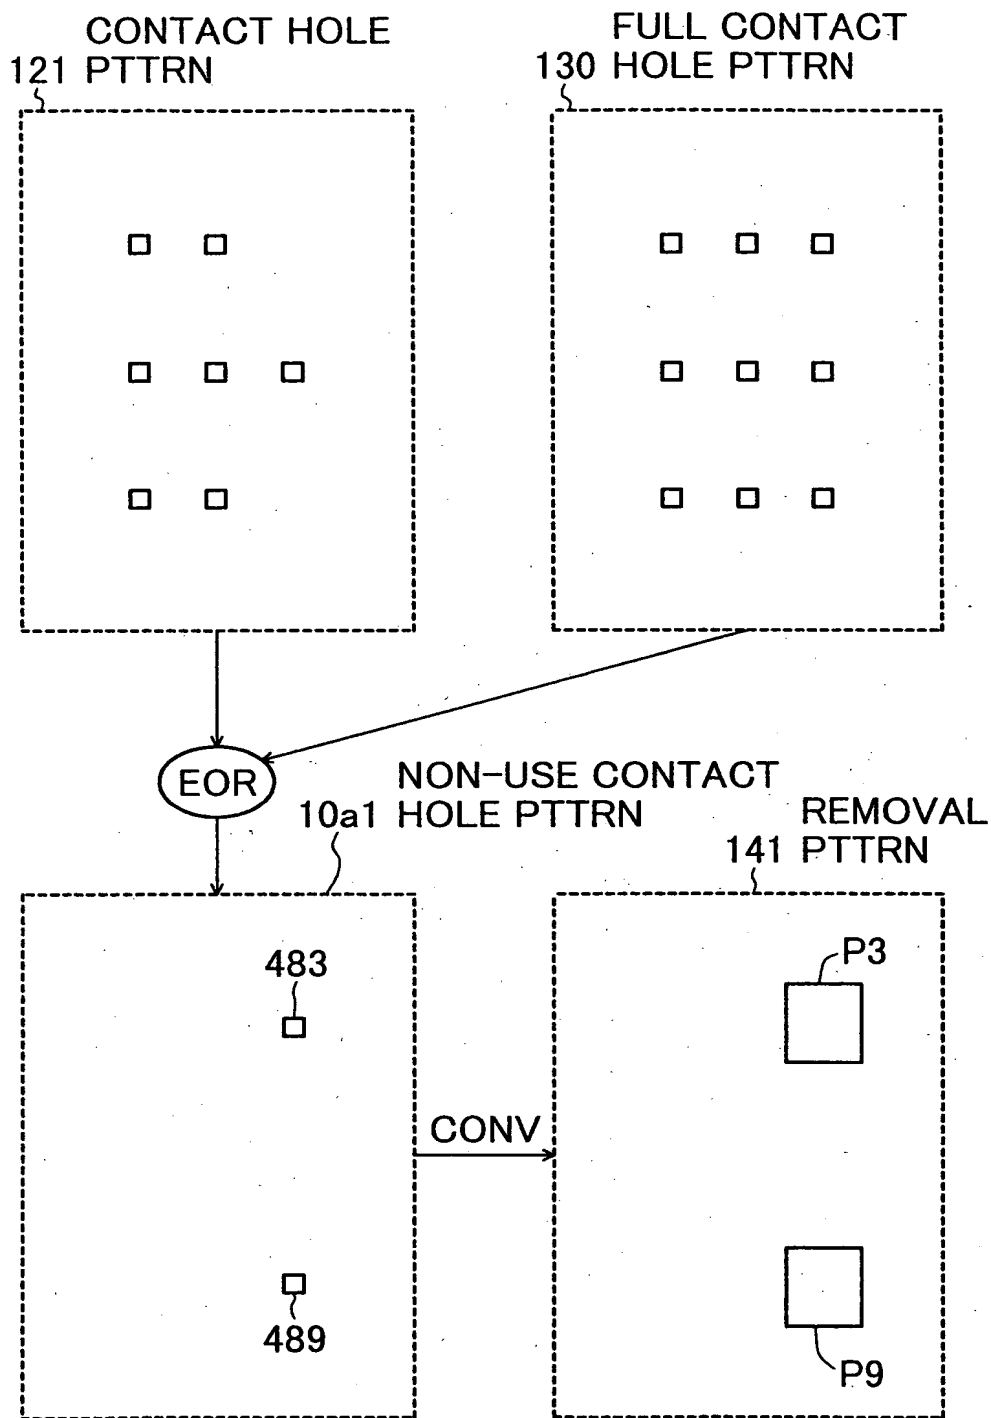 CONTACT HOLE
121 PTTRN
FULL CONTACT
130 HOLE PTTRN
EOR
NON-USE CONTACT
10a1 HOLE PTTRN
REMOVAL
141 PTTRN
483
P3
CONV
489
P9